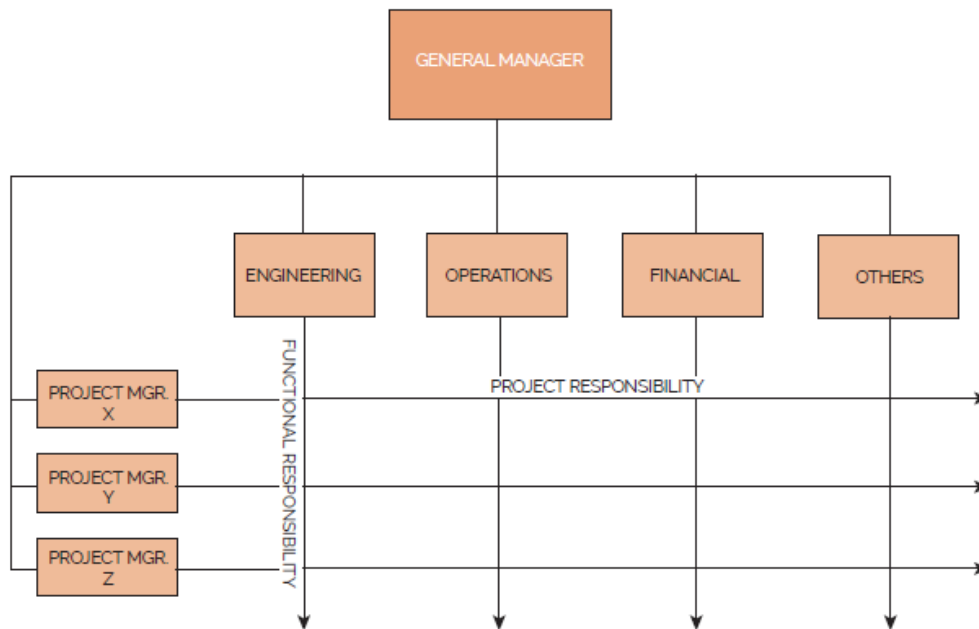 GENERAL MANAGER
ENGINEERING
OPERATIONS
FINANCIAL
OTHERS
FUNCTIONAL RESPONSIBILITY
PROJECT RESPONSIBILITY
PROJECT MGR.
X
PROJECT MGR.
Y
PROJECT MGR.
Z